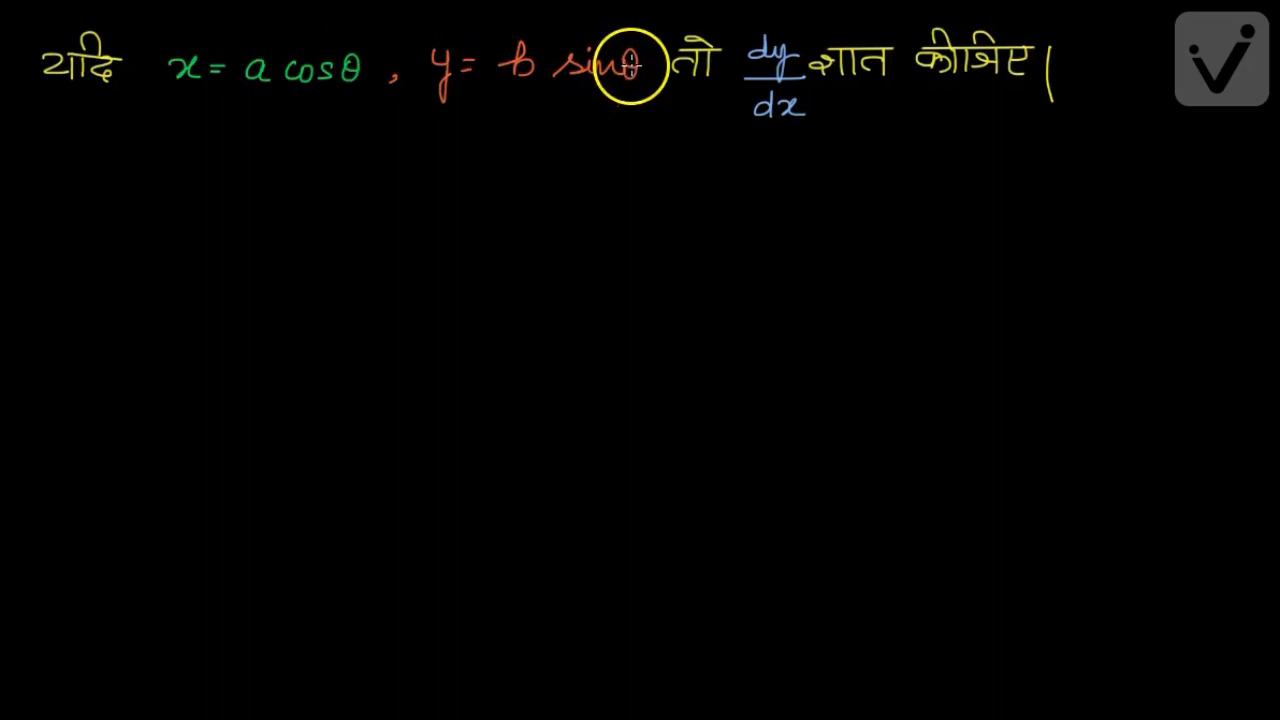 यदि x = a cosθ , y = b sinθ तो dy/dx ज्ञात कीजिए |